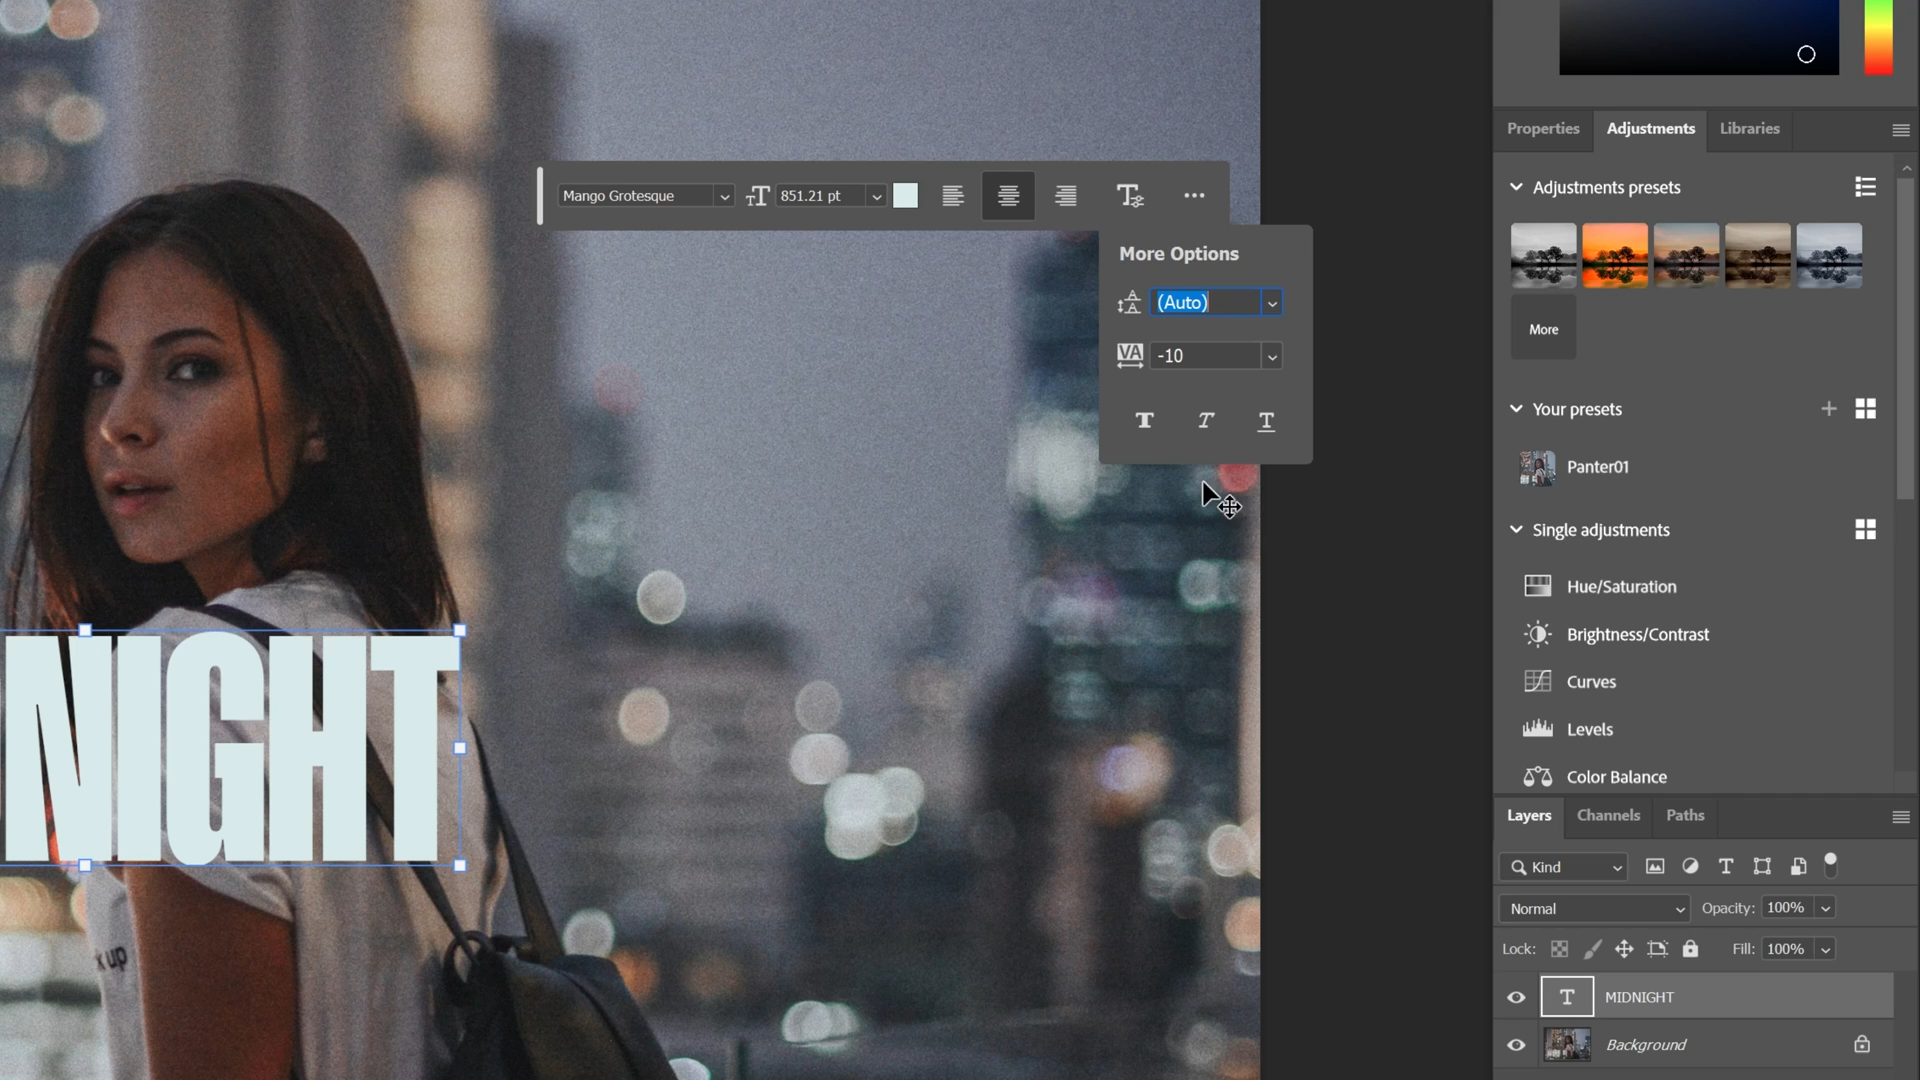 Properties
Adjustments
Libraries
Mango Grotesque
851.21 pt
Adjustments presets
More Options
(Auto)
VA
-10
T
T
T
More
Your presets
Panter01
Single adjustments
Hue/Saturation
Brightness/Contrast
Curves
Levels
Color Balance
NIGHT
Layers
Channels
Paths
Kind
Normal
Opacity: 100%
x up
Lock:
Fill: 100%
T
MIDNIGHT
Background